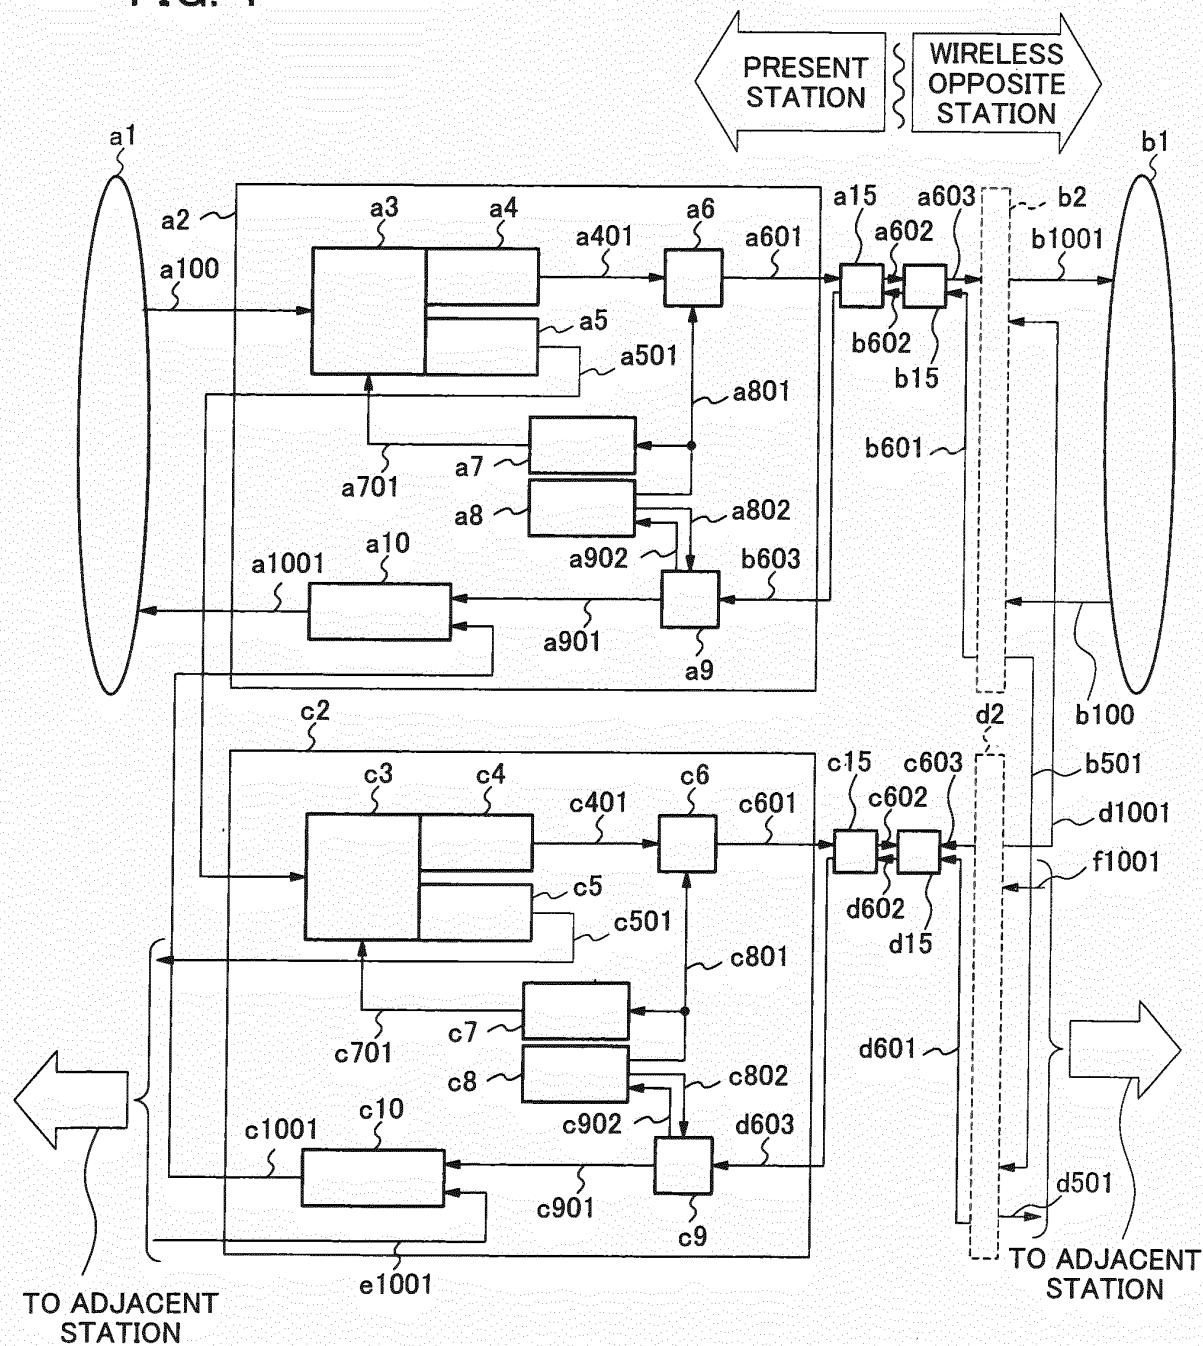 PRESENT
STATION
WIRELESS
OPPOSITE
STATION
a1
b1
a2
a3
a4
a6
a15
a603
b2
a100
a401
a601
a602
b1001
a5
a501
b602
b15
a801
a7
b601
a701
a8
a802
a10
a902
b603
a1001
a901
a9
b100
c2
d2
b501
c3
c4
c6
c15
c603
c401
c601
c602
d1001
f1001
c5
c501
d602
d15
c801
c7
c701
d601
c8
c802
c10
c902
d603
c1001
d501
c901
c9
e1001
TO ADJACENT
STATION
TO ADJACENT
STATION